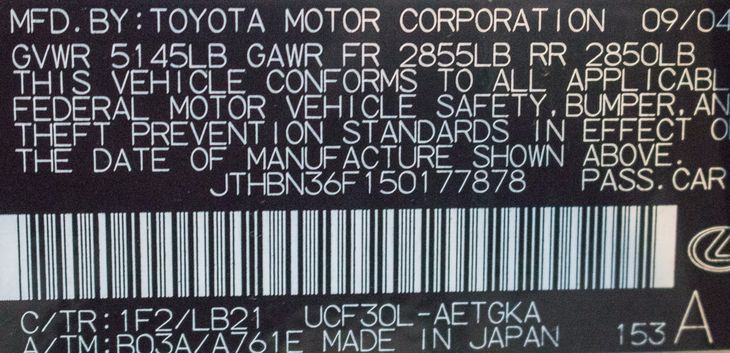 MFD. BY: TOYOTA MOTOR CORPORATION 09/04
GVWR 5145LB GAWR FR 2855LB RR 2850LB
THIS VEHICLE CONFORMS TO ALL APPLICABL
FEDERAL MOTOR VEHICLE SAFETY, BUMPER, AN
THEFT PREVENTION STANDARDS IN EFFECT O
THE DATE OF MANUFACTURE SHOWN ABOVE.
JTHBN36F150177878 PASS. CAR
C/TR: 1F2/LB21 UCF30L-AETGKA
A/TM: B03A/A761E MADE IN JAPAN 153 A